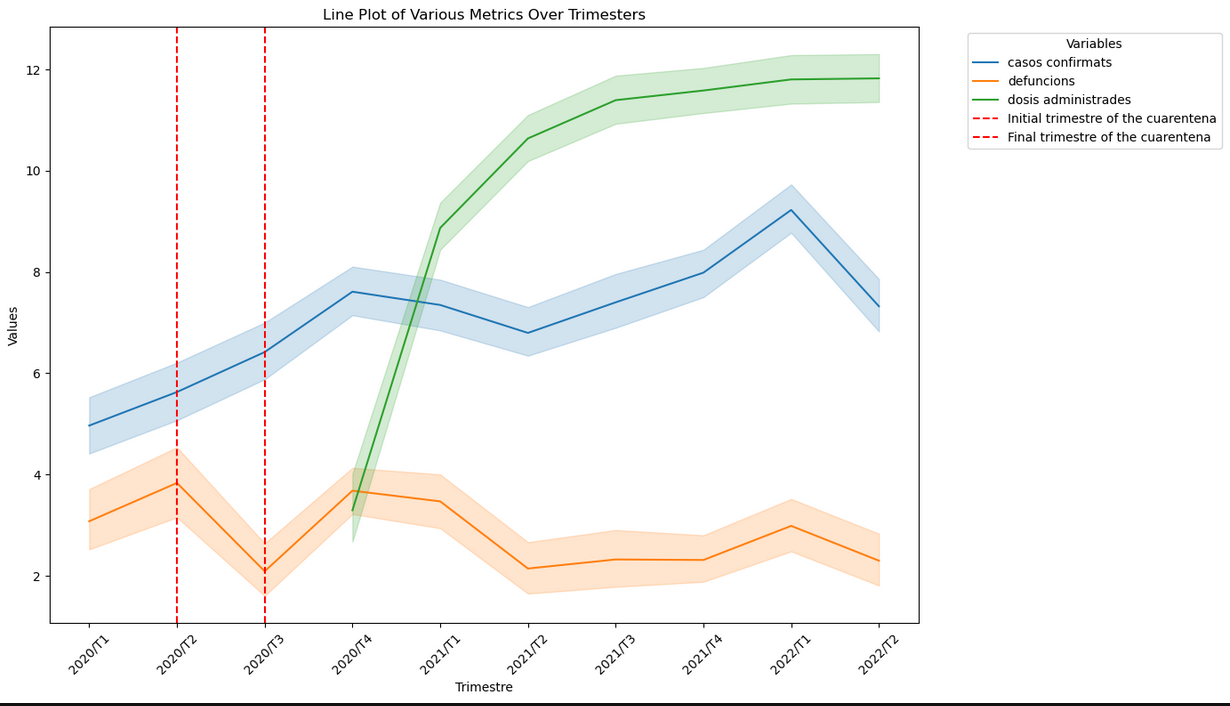 Line Plot of Various Metrics Over Trimesters
Variables
casos confirmats
defuncions
dosis administrades
Initial trimestre of the cuarentena
Final trimestre of the cuarentena
Values
12
10
8
6
4
2
2020/T1
2020/T2
2020/T3
2020/T4
2021/T1
2021/T2
2021/T3
2021/T4
2022/T1
2022/T2
Trimestre